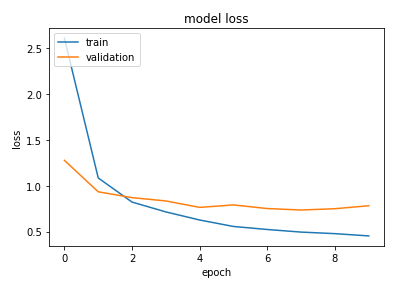 model loss
train
validation
loss
2.5
2.0
1.5
1.0
0.5
0 2 4 6 8
epoch